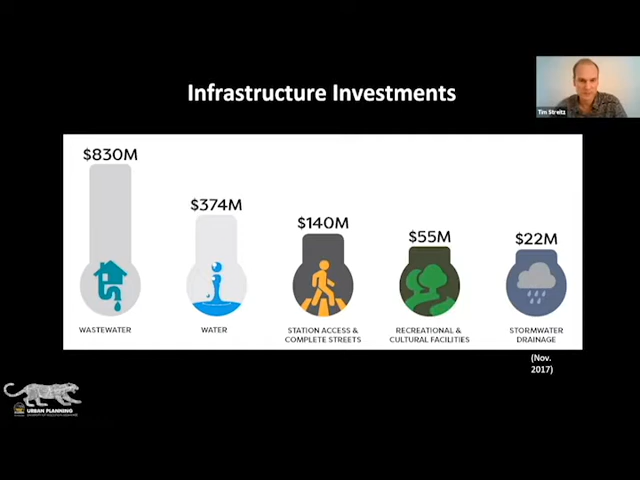 Infrastructure Investments
Tim Streitz
$830M
$374M
$140M
$55M
$22M
WASTEWATER
WATER
STATION ACCESS &
COMPLETE STREETS
RECREATIONAL &
CULTURAL FACILITIES
STORMWATER
DRAINAGE
(Nov.
2017)
URBAN PLANNING